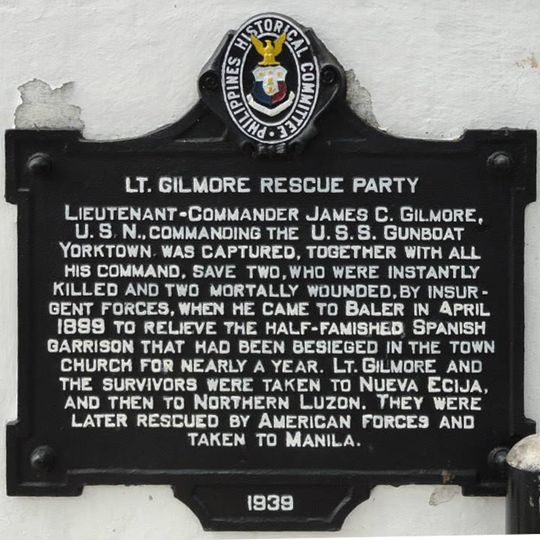 PHILIPPINES HISTORICAL COMMITTEE
LT. GILMORE RESCUE PARTY
LIEUTENANT-COMMANDER JAMES C. GILMORE,
U. S. N., COMMANDING THE U. S. S. GUNBOAT
YORKTOWN WAS CAPTURED, TOGETHER WITH ALL
HIS COMMAND, SAVE TWO, WHO WERE INSTANTLY
KILLED AND TWO MORTALLY WOUNDED, BY INSUR-
GENT FORCES, WHEN HE CAME TO BALER IN APRIL
1899 TO RELIEVE THE HALF-FAMISHED SPANISH
GARRISON THAT HAD BEEN BESIEGED IN THE TOWN
CHURCH FOR NEARLY A YEAR. LT. GILMORE AND
THE SURVIVORS WERE TAKEN TO NUEVA ECIJA,
AND THEN TO NORTHERN LUZON. THEY WERE
LATER RESCUED BY AMERICAN FORCES AND
TAKEN TO MANILA.
1939